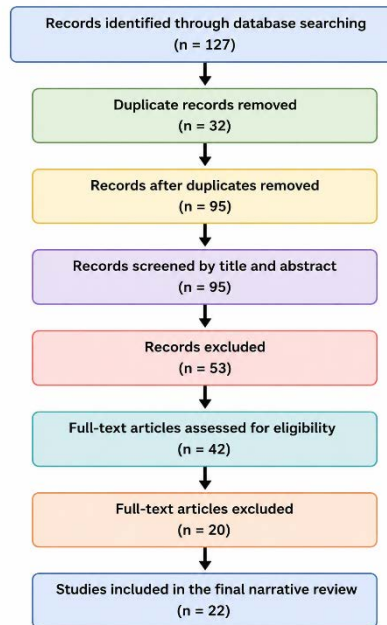 Records identified through database searching
(n = 127)
Duplicate records removed
(n = 32)
Records after duplicates removed
(n = 95)
Records screened by title and abstract
(n = 95)
Records excluded
(n = 53)
Full-text articles assessed for eligibility
(n = 42)
Full-text articles excluded
(n = 20)
Studies included in the final narrative review
(n = 22)